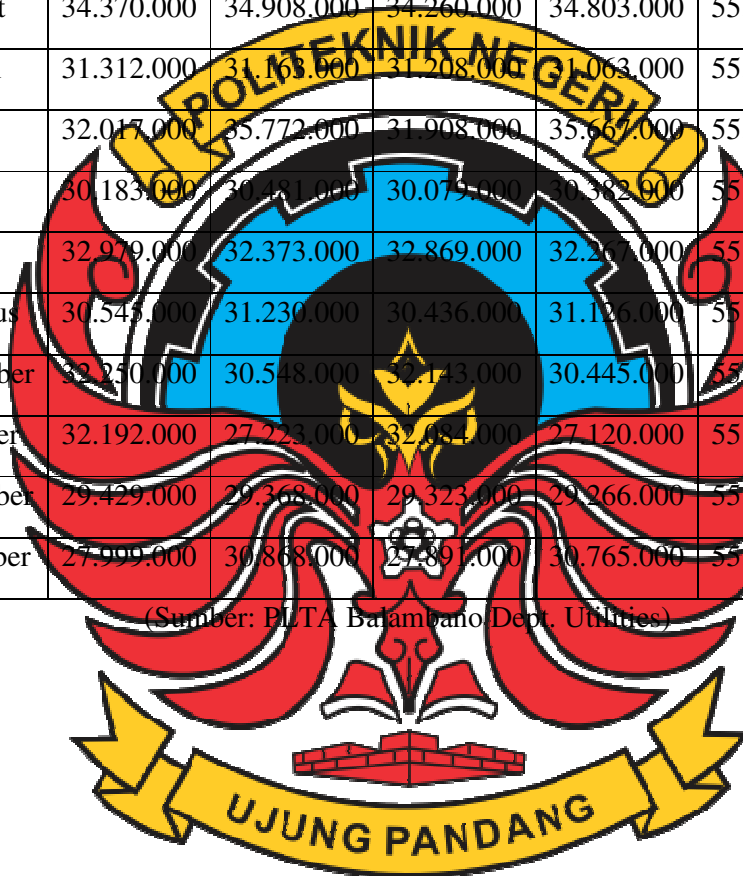 t 34.370.000 34.908.000 34.260.000 34.803.000 55
POLITEKNIK NEGERI
31.312.000 31.163.000 31.208.000 31.063.000 55
32.017.000 35.772.000 31.908.000 35.667.000 55
30.183.000 30.481.000 30.079.000 30.382.000 55
32.979.000 32.373.000 32.869.000 32.267.000 55
us 30.545.000 31.230.000 30.436.000 31.126.000 55
ber 32.250.000 30.548.000 32.143.000 30.445.000 55
er 32.192.000 27.223.000 32.084.000 27.120.000 55
ber 29.429.000 29.368.000 29.323.000 29.266.000 55
ber 27.999.000 30.868.000 27.891.000 30.765.000 55
(Sumber: PLTA Balambano Dept. Utilities)
UJUNG PANDANG